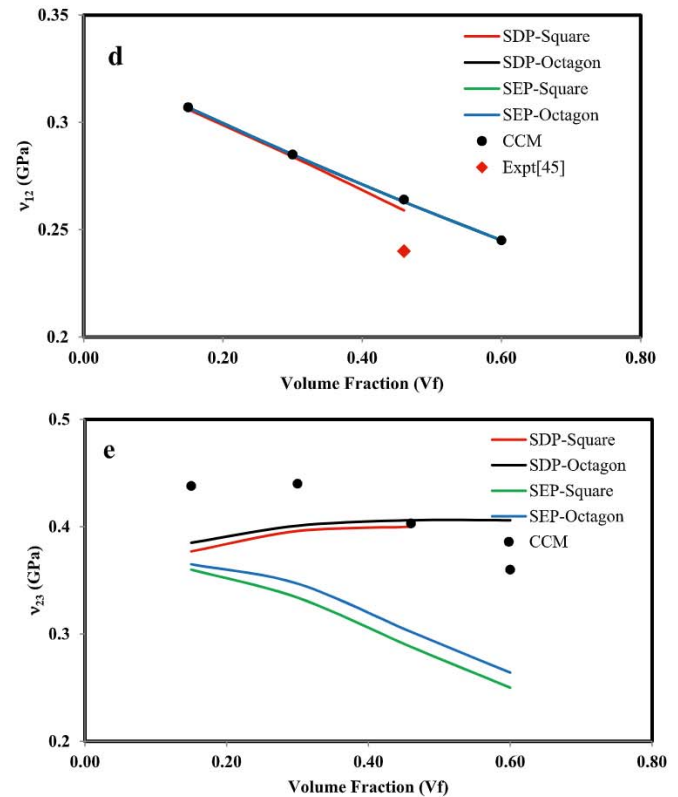 0.35
d
SDP-Square
SDP-Octagon
SEP-Square
SEP-Octagon
CCM
Expt[45]
0.3
ν12 (GPa)
0.25
0.2
0.00 0.20 0.40 0.60 0.80
Volume Fraction (Vf)
0.5
e
SDP-Square
SDP-Octagon
SEP-Square
SEP-Octagon
CCM
0.4
ν23 (GPa)
0.3
0.2
0.00 0.20 0.40 0.60 0.80
Volume Fraction (Vf)